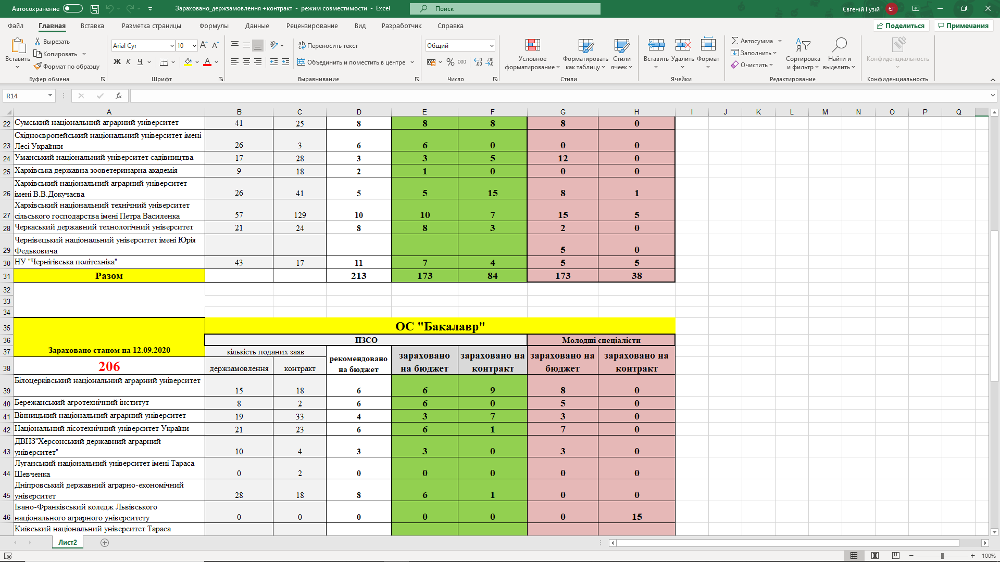 Автосохранение
Зараховано_держзамовлення +контракт - режим совместимости - Excel
Поиск
Євгеній Гузій
ЄГ
Файл Главная Вставка Разметка страницы Формулы Данные Рецензирование Вид Разработчик Справка
Поделиться
Примечания
Вставить
Вырезать
Копировать
Формат по образцу
Буфер обмена
Arial Cyr 10
Ж К Ч
Шрифт
Переносить текст
Объединить и поместить в центре
Выравнивание
Общий
% 000
Число
Условное форматирование
Форматировать как таблицу
Стили ячеек
Стили
Вставить Удалить Формат
Ячейки
Автосумма
Заполнить
Очистить
Сортировка и фильтр
Найти и выделить
Редактирование
Конфиденциальность
Конфиденциальность
R14
fx
A B C D E F G H I J K L M N O P Q
22 Сумський національний аграрний університет 41 25 8 8 8 8 0
Східноєвропейський національний університет імені
23 Лесі Українки 26 3 6 6 0 0 0
24 Уманський національний університет садівництва 17 28 3 3 5 12 0
25 Харківська державна зооветеринарна академія 9 18 2 1 0 0 0
Харківський національний аграрний університет
26 імені В.В.Докучаєва 26 41 5 5 15 8 1
Харківський технічний університет
27 сільського господарства імені Петра Василенка 57 129 10 10 7 15 5
28 Черкаський державний технологічний університет 21 24 8 8 3 2 0
Чернівецький національний університет імені Юрія
29 Федьковича 5 0
30 НУ "Чернігівська політехніка" 43 17 11 7 4 5 5
31 Разом 213 173 84 173 38
32
33
34
35 ОС "Бакалавр"
36 ПЗСО Молодші спеціалісти
37 Зараховано станом на 12.09.2020 кількість поданих заяв рекомендовано на бюджет зараховано на бюджет зараховано на контракт зараховано на бюджет зараховано на контракт
38 206 держзамовлення контракт
39 Білоцерківський національний аграрний університет 15 18 6 6 9 8 0
40 Бережанський агротехнічний інститут 8 2 6 6 0 5 0
41 Вінницький національний аграрний університет 19 33 4 3 7 3 0
42 Національний лісотехнічний університет України 21 23 6 6 1 7 0
ДВНЗ"Херсонський державний аграрний
43 університет" 10 4 3 3 0 3 0
Луганський національний університет імені Тараса
44 Шевченка 0 2 0 0 0 0 0
Дніпровський державний аграрно-економічний
45 університет 28 18 8 6 1 0 0
Івано-Франківський коледж Львівського
46 національного аграрного університету 0 0 0 0 0 0 15
Київський національний університет Тараса
Лист2
100%